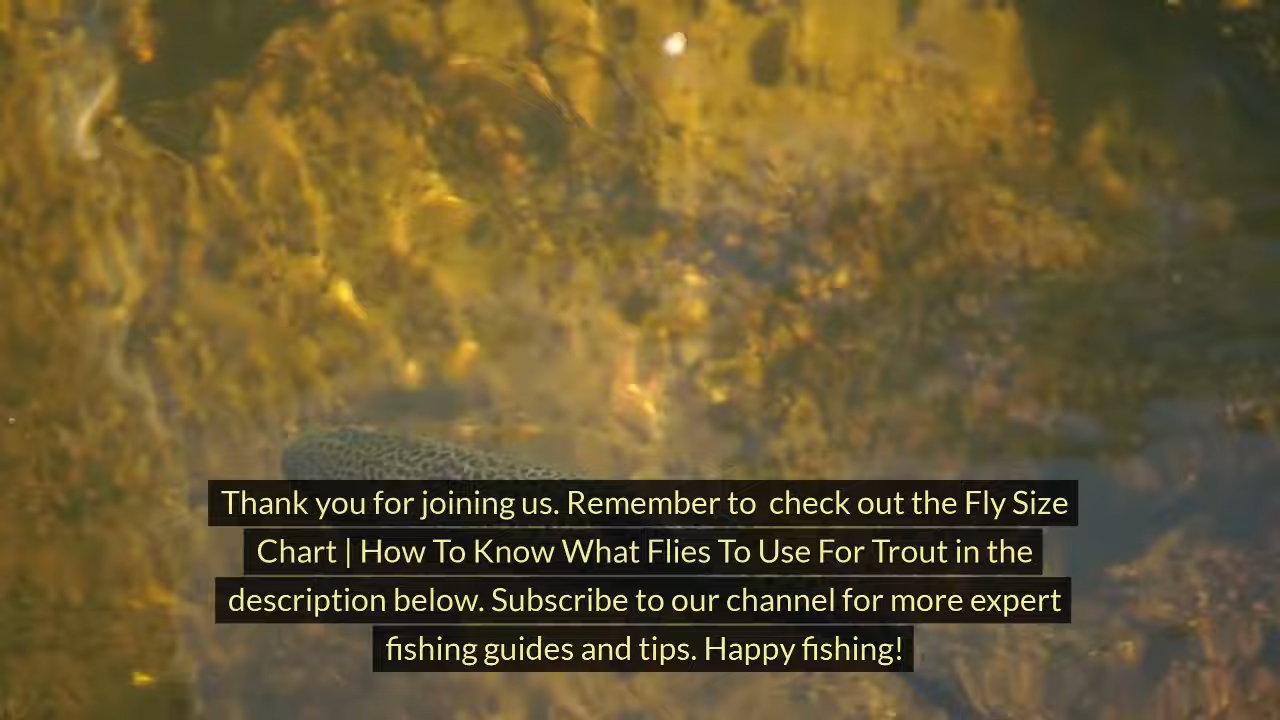 Thank you for joining us. Remember to  check out the Fly Size
Chart | How To Know What Flies To Use For Trout in the
description below. Subscribe to our channel for more expert
fishing guides and tips. Happy fishing!